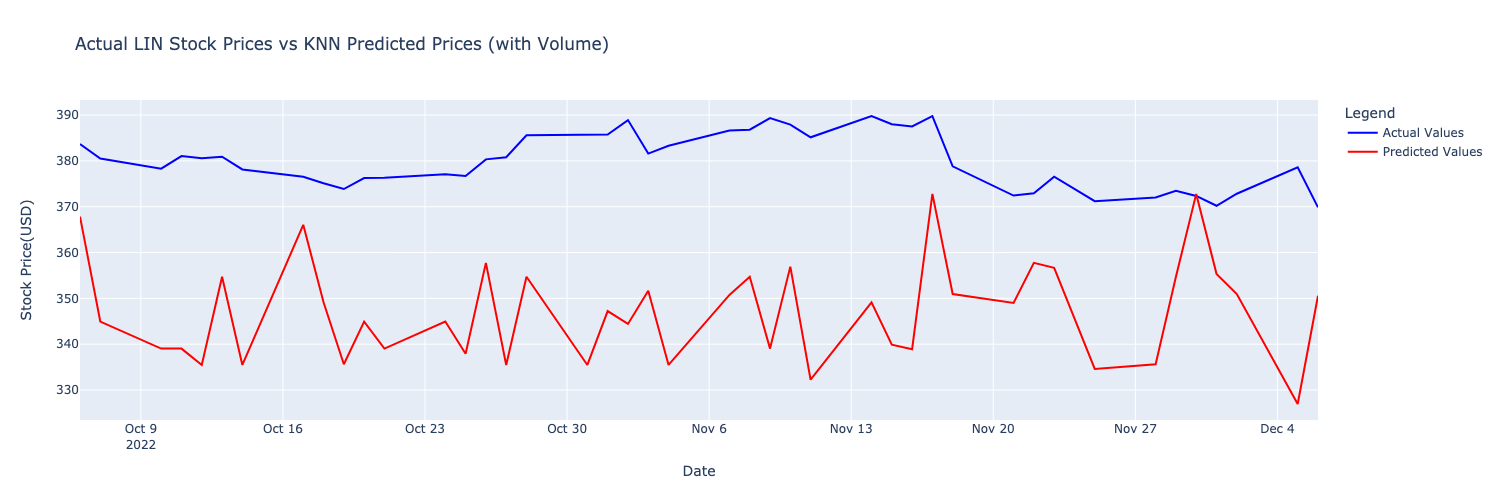 Actual LIN Stock Prices vs KNN Predicted Prices (with Volume)
Legend
Actual Values
Predicted Values
Stock Price(USD)
390
380
370
360
350
340
330
Oct 9
2022
Oct 16
Oct 23
Oct 30
Nov 6
Nov 13
Nov 20
Nov 27
Dec 4
Date